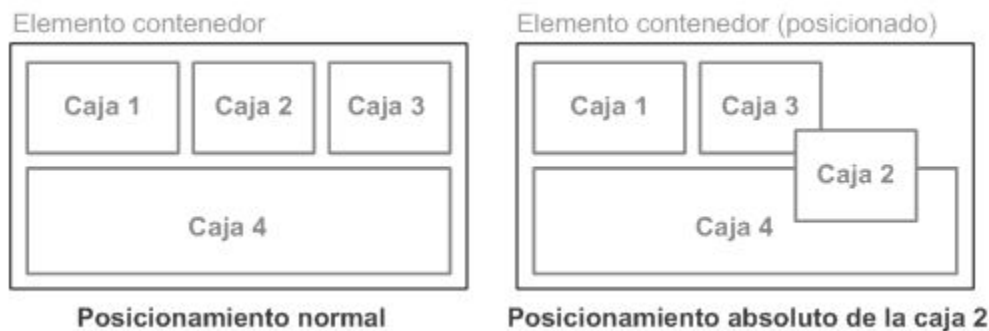 Elemento contenedor
Caja 1
Caja 2
Caja 3
Caja 4
Posicionamiento normal
Elemento contenedor (posicionado)
Caja 1
Caja 3
Caja 2
Caja 4
Posicionamiento absoluto de la caja 2